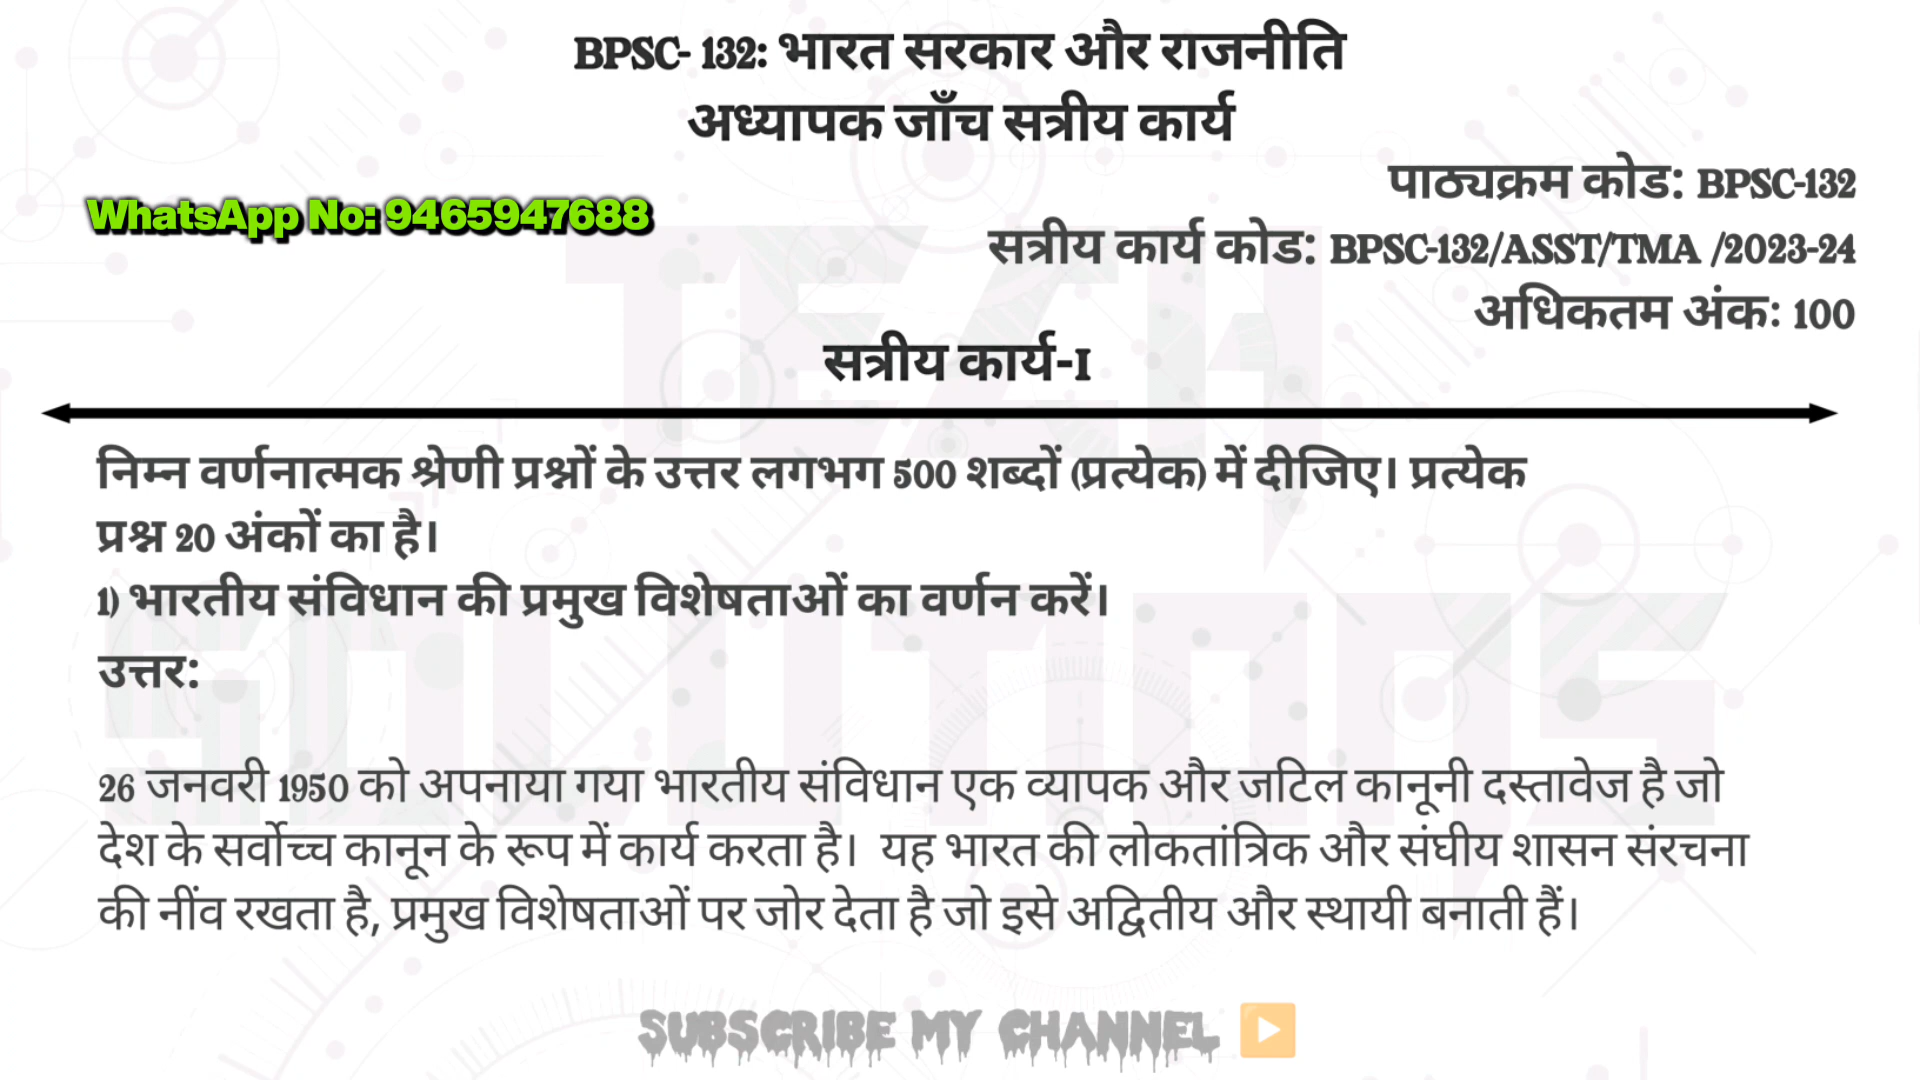 BPSC- 132: भारत सरकार और राजनीति
अध्यापक जाँच सत्रीय कार्य
पाठ्यक्रम कोड: BPSC-132
WhatsApp No: 9465947688
सत्रीय कार्य कोड: BPSC-132/ASST/TMA /2023-24
अधिकतम अंक: 100
सत्रीय कार्य-I
निम्न वर्णनात्मक श्रेणी प्रश्नों के उत्तर लगभग 500 शब्दों (प्रत्येक) में दीजिए। प्रत्येक
प्रश्न 20 अंकों का है।
1) भारतीय संविधान की प्रमुख विशेषताओं का वर्णन करें।
उत्तर:
TECH
SOLUTIONS
26 जनवरी 1950 को अपनाया गया भारतीय संविधान एक व्यापक और जटिल कानूनी दस्तावेज है जो
देश के सर्वोच्च कानून के रूप में कार्य करता है। यह भारत की लोकतांत्रिक और संघीय शासन संरचना
की नींव रखता है, प्रमुख विशेषताओं पर जोर देता है जो इसे अद्वितीय और स्थायी बनाती हैं।
SUBSCRIBE MY CHANNEL